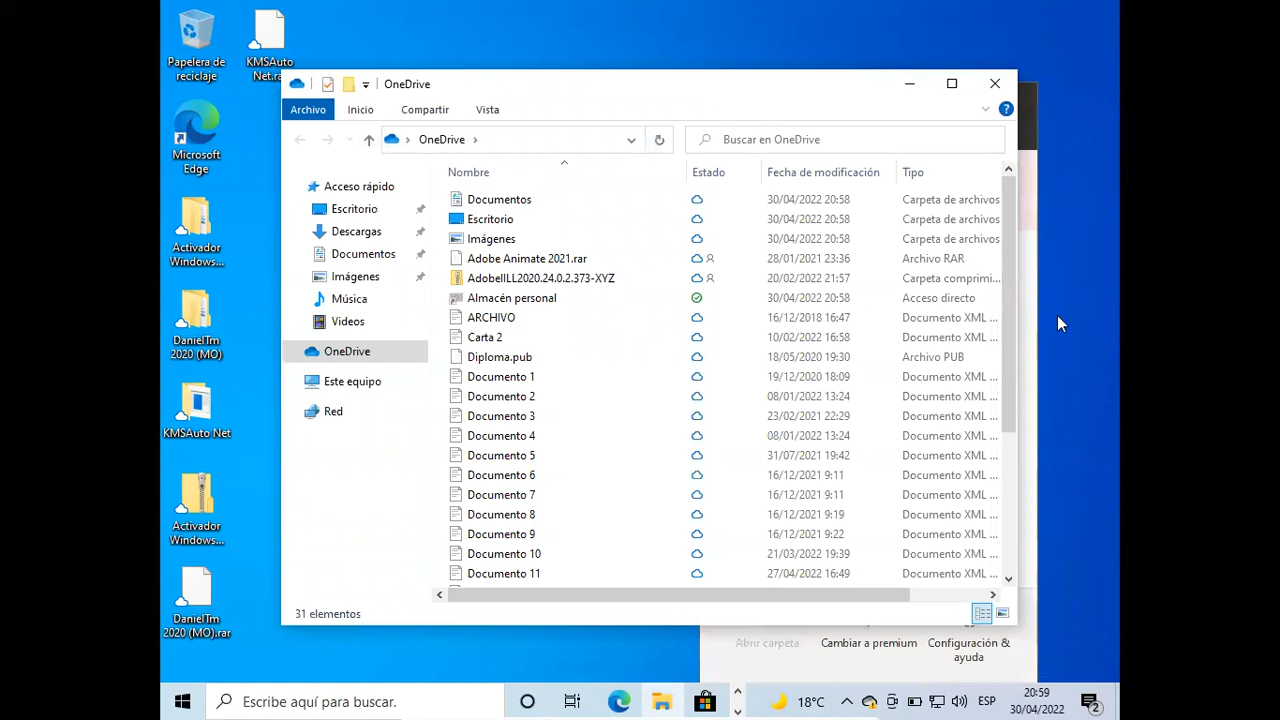 Papelera de
reciclaje
KMSAuto
Net.ra
Microsoft
Edge
Activador
Windows...
DanielTm
2020 (MO)
KMSAuto Net
Activador
Windows...
DanielTm
2020 (MO).rar
OneDrive
Archivo
Inicio
Compartir
Vista
OneDrive
Buscar en OneDrive
Acceso rápido
Escritorio
Descargas
Documentos
Imágenes
Música
Videos
OneDrive
Este equipo
Red
Nombre Estado Fecha de modificación Tipo
Documentos 30/04/2022 20:58 Carpeta de archivos
Escritorio 30/04/2022 20:58 Carpeta de archivos
Imágenes 30/04/2022 20:58 Carpeta de archivos
Adobe Animate 2021.rar 28/01/2021 23:36 Archivo RAR
AdobeILL2020.24.0.2.373-XYZ 20/02/2022 21:57 Carpeta comprimi...
Almacén personal 30/04/2022 20:58 Acceso directo
ARCHIVO 16/12/2018 16:47 Documento XML ...
Carta 2 10/02/2022 16:58 Documento XML ...
Diploma.pub 18/05/2020 19:30 Archivo PUB
Documento 1 19/12/2020 18:09 Documento XML ...
Documento 2 08/01/2022 13:24 Documento XML ...
Documento 3 23/02/2021 22:29 Documento XML ...
Documento 4 08/01/2022 13:24 Documento XML ...
Documento 5 31/07/2021 19:42 Documento XML ...
Documento 6 16/12/2021 9:11 Documento XML ...
Documento 7 16/12/2021 9:11 Documento XML ...
Documento 8 16/12/2021 9:19 Documento XML ...
Documento 9 16/12/2021 9:22 Documento XML ...
Documento 10 21/03/2022 19:39 Documento XML ...
Documento 11 27/04/2022 16:49 Documento XML ...
31 elementos
Abrir carpeta
Cambiar a premium
Configuración &
ayuda
Escribe aquí para buscar.
18°C
ESP
20:59
30/04/2022
2